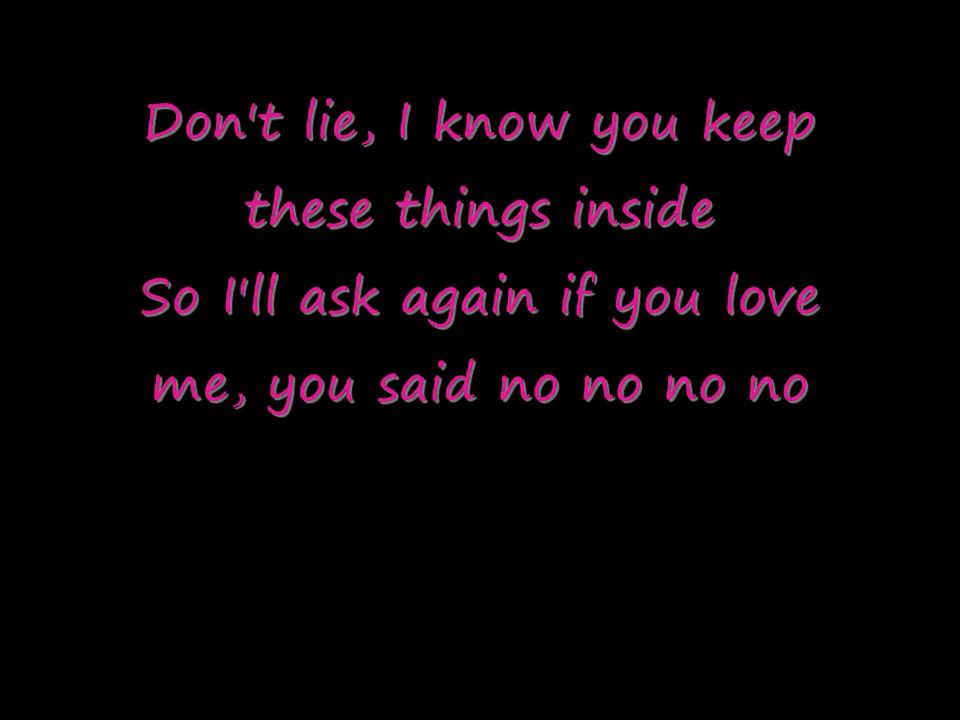 Don't lie, I know you keep
these things inside
So I'll ask again if you love
me, you said no no no no